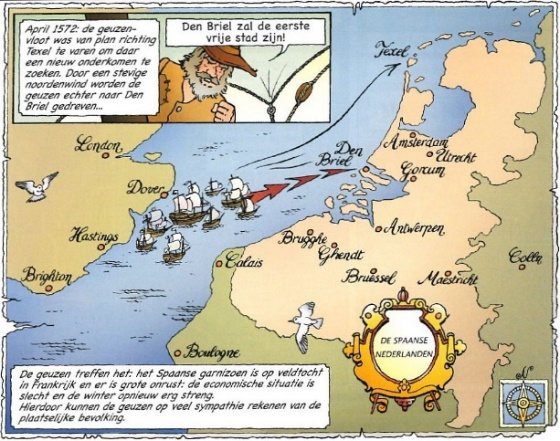 April 1572: de geuzen-
vloot was van plan richting
Texel te varen om daar
een nieuw onderkomen te
zoeken. Door een stevige
noordenwind worden de
geuzen echter naar Den
Briel gedreven...
Den Briel zal de eerste
vrije stad zijn!
Texel
London
Amsterdam
Utrecht
Den
Briel
Gorcum
Dover
Hastings
Brugghe
Ghendt
Antwerpen
Calais
Brüessel
Maestricht
Cölln
Brighton
Boulogne
DE SPAANSE
NEDERLANDEN
De geuzen treffen het: het Spaanse garnizoen is op veldtocht
in Frankrijk en er is grote onrust: de economische situatie is
slecht en de winter opnieuw erg streng.
Hierdoor kunnen de geuzen op veel sympathie rekenen van de
plaatselijke bevolking.
N